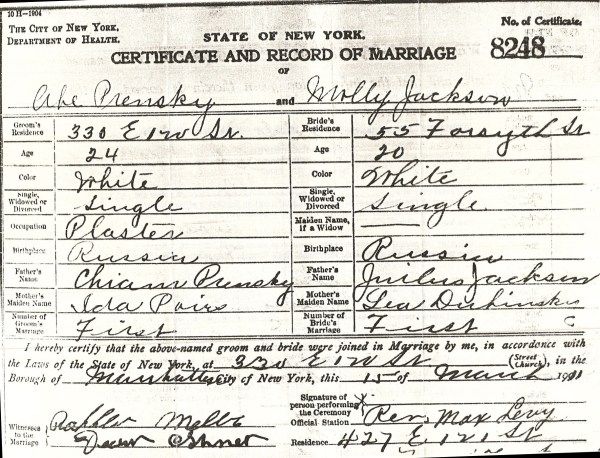 10 H—1904
THE CITY OF NEW YORK,
DEPARTMENT OF HEALTH.
STATE OF NEW YORK.
No. of Certificate
CERTIFICATE AND RECORD OF MARRIAGE
8248
OF
Abe Prensky and Molly Jackson
Groom's Residence 330 E 120 St. Bride's Residence 55 Forsyth St
Age 24 Age 20
Color White Color White
Single, Widowed or Divorced Single Single, Widowed or Divorced Single
Occupation Plaster Maiden Name, if a Widow
Birthplace Russia Birthplace Russia
Father's Name Chiam Prensky Father's Name Julius Jackson
Mother's Maiden Name Ida Mother's Maiden Name Lea
Number of Groom's Marriage First Number of Bride's Marriage First
I hereby certify that the above-named groom and bride were joined in Marriage by me, in accordance with
the Laws of the State of New York, at 330 E 120 St (Street Church), in the
Borough of Manhattan City of New York, this 15 of March 1911
Signature of person performing the Ceremony Rev. Max Levy
Witnesses to the Marriage
Official Station
Residence 427 E 121 St